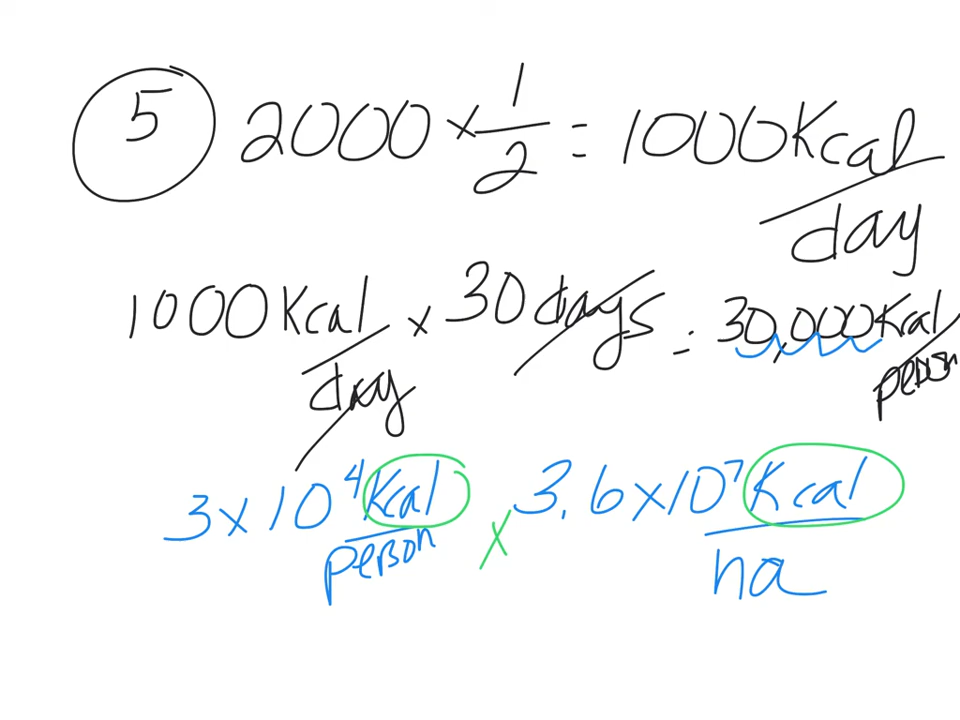 5 2000 × 1/2 = 1000 Kcal/day
1000 Kcal/day × 30 days = 30,000 Kcal/person
3 × 10⁴ Kcal/person × 3.6 × 10⁷ Kcal/ha